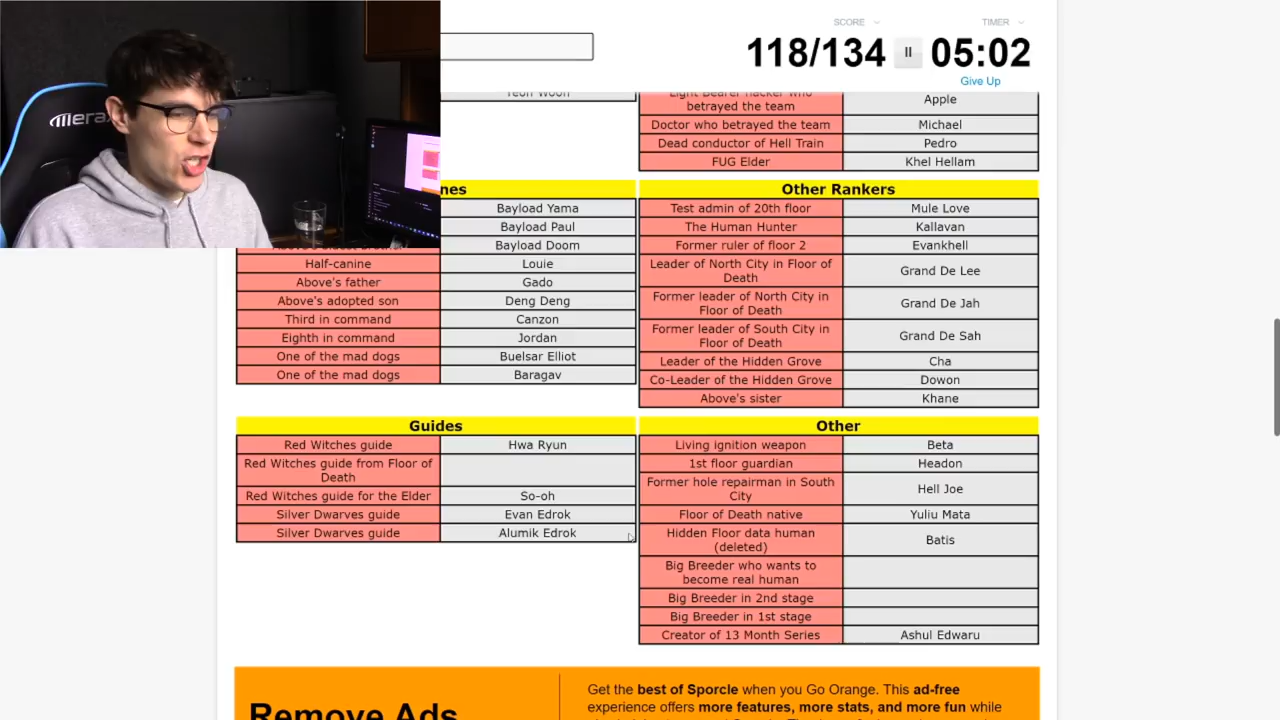 SCORE TIMER
118/134 05:02
Give Up
merax
Yeon Woon
betrayed the team Apple
Doctor who betrayed the team Michael
Dead conductor of Hell Train Pedro
FUG Elder Khel Hellam
nes
Bayload Yama
Bayload Paul
Bayload Doom
Half-canine Louie
Above's father Gado
Above's adopted son Deng Deng
Third in command Canzon
Eighth in command Jordan
One of the mad dogs Buelsar Elliot
One of the mad dogs Baragav
Other Rankers
Test admin of 20th floor Mule Love
The Human Hunter Kallavan
Former ruler of floor 2 Evankhell
Leader of North City in Floor of
Death Grand De Lee
Former leader of North City in
Floor of Death Grand De Jah
Former leader of South City in
Floor of Death Grand De Sah
Leader of the Hidden Grove Cha
Co-Leader of the Hidden Grove Dowon
Above's sister Khane
Guides
Red Witches guide Hwa Ryun
Red Witches guide from Floor of
Death
Red Witches guide for the Elder So-oh
Silver Dwarves guide Evan Edrok
Silver Dwarves guide Alumik Edrok
Other
Living ignition weapon Beta
1st floor guardian Headon
Former hole repairman in South
City Hell Joe
Floor of Death native Yuliu Mata
Hidden Floor data human
(deleted) Batis
Big Breeder who wants to
become real human
Big Breeder in 2nd stage
Big Breeder in 1st stage
Creator of 13 Month Series Ashul Edwaru
Remove Ads
Get the best of Sporcle when you Go Orange. This ad-free
experience offers more features, more stats, and more fun while